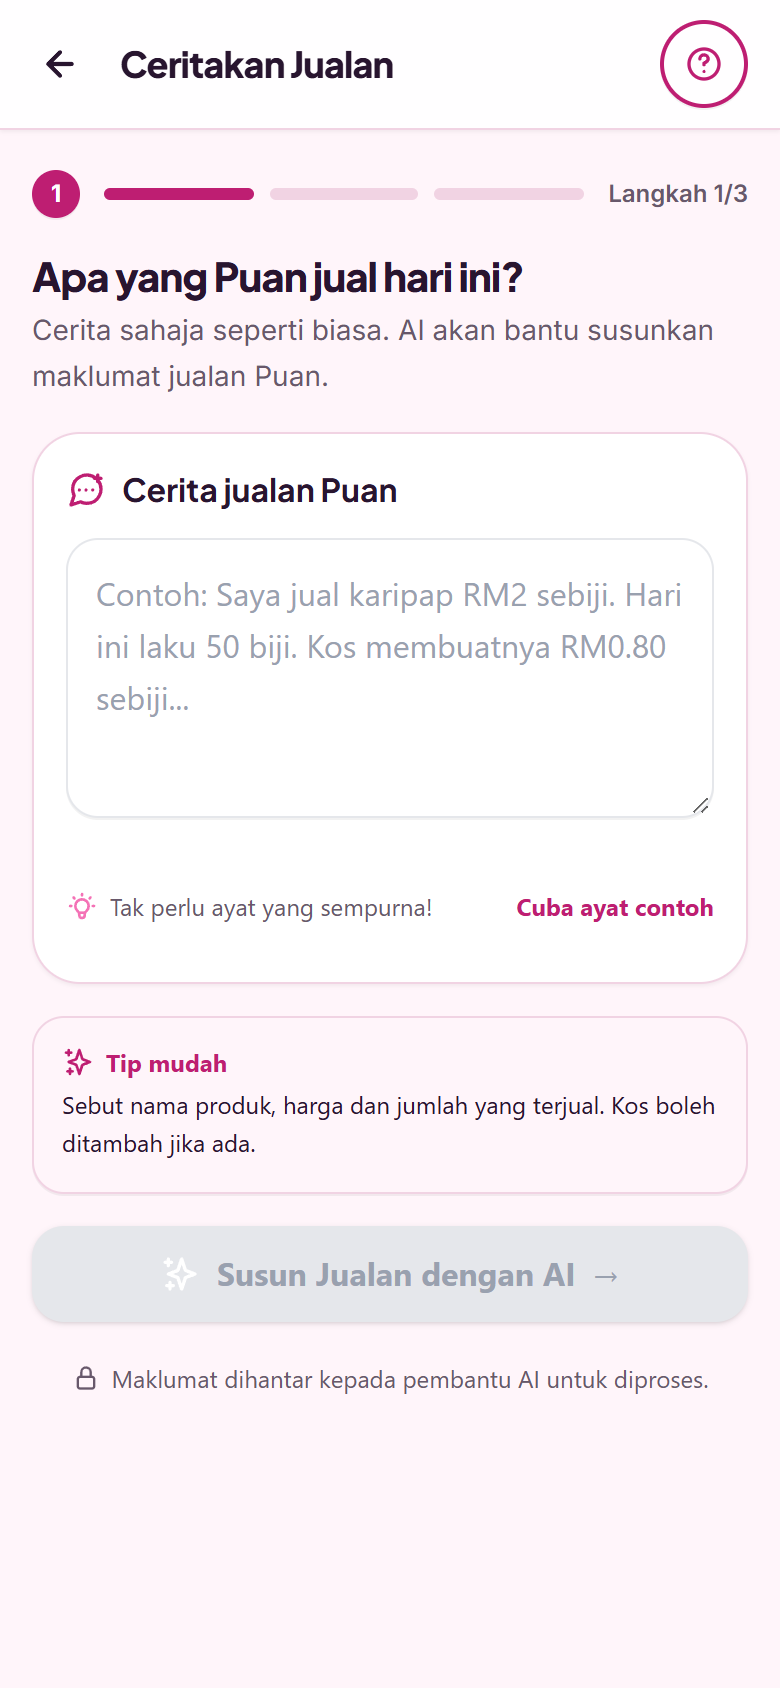 Ceritakan Jualan
1
Langkah 1/3
Apa yang Puan jual hari ini?
Cerita sahaja seperti biasa. AI akan bantu susunkan
maklumat jualan Puan.
Cerita jualan Puan
Contoh: Saya jual karipap RM2 sebiji. Hari
ini laku 50 biji. Kos membuatnya RM0.80
sebiji...
Tak perlu ayat yang sempurna!
Cuba ayat contoh
Tip mudah
Sebut nama produk, harga dan jumlah yang terjual. Kos boleh
ditambah jika ada.
Susun Jualan dengan AI →
Maklumat dihantar kepada pembantu AI untuk diproses.